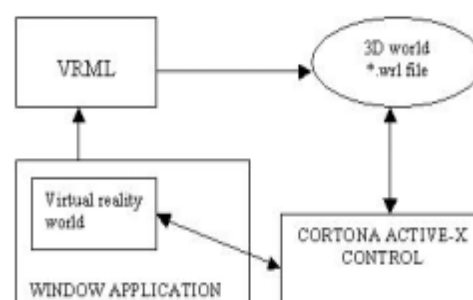 VRML
3D world
*.wrl file
Virtual reality
world
WINDOW APPLICATION
CORTONA ACTIVE-X
CONTROL